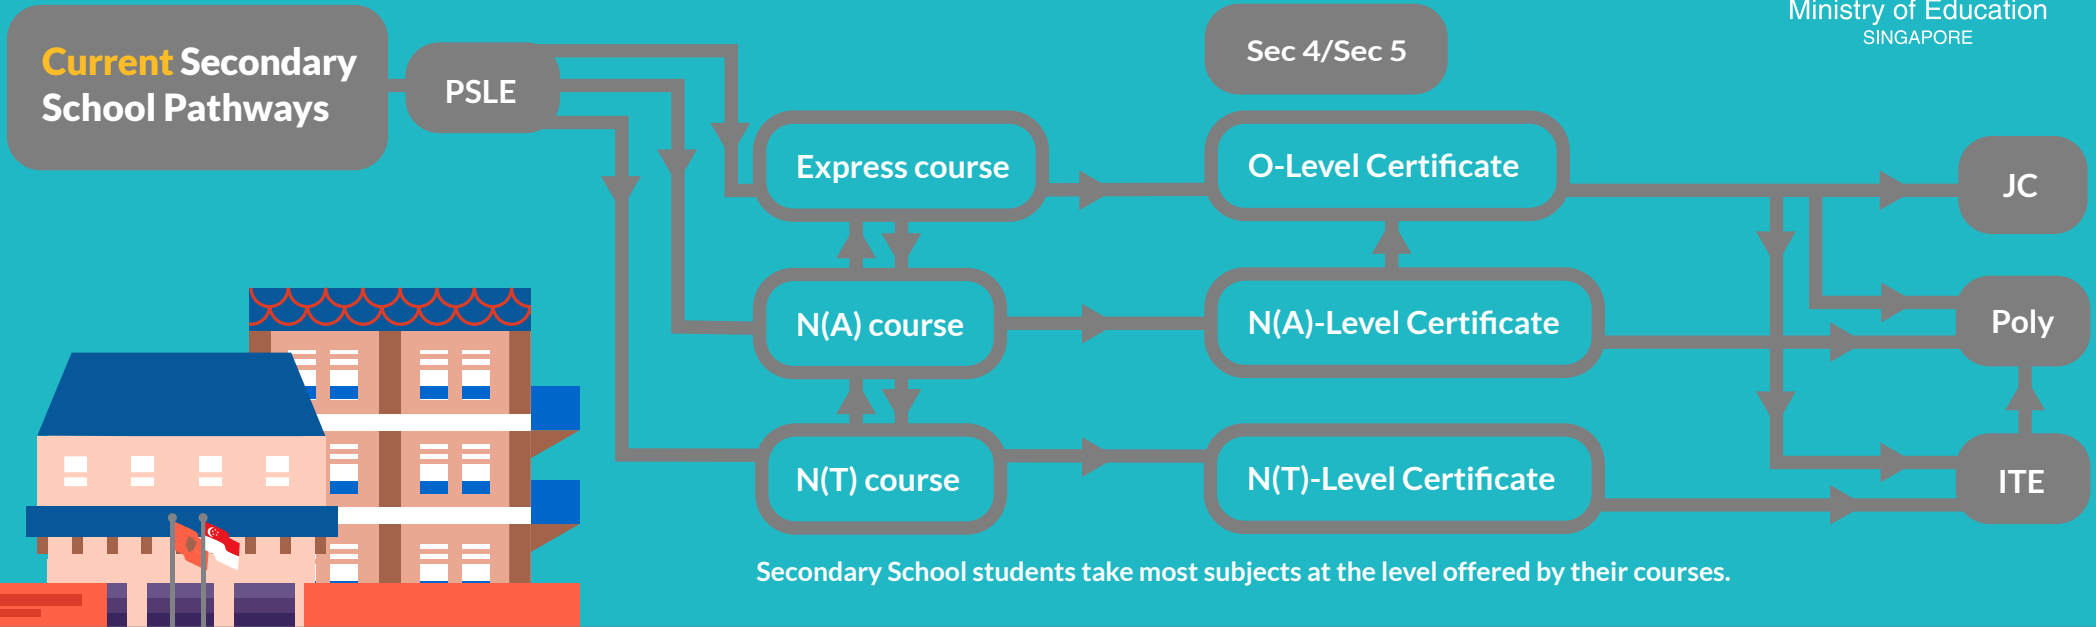 Current Secondary
School Pathways
PSLE
Sec 4/Sec 5
Ministry of Education
SINGAPORE
Express course
O-Level Certificate
JC
N(A) course
N(A)-Level Certificate
Poly
N(T) course
N(T)-Level Certificate
ITE
Secondary School students take most subjects at the level offered by their courses.